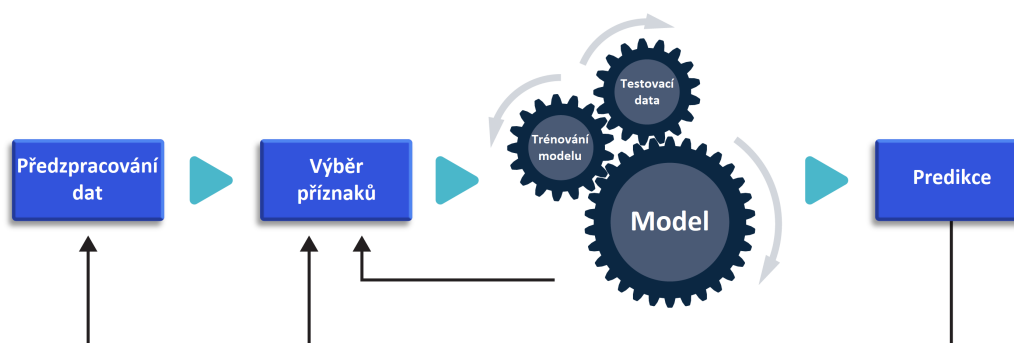 Předzpracování
dat
Výběr
příznaků
Trénování
modelu
Testovací
data
Model
Predikce